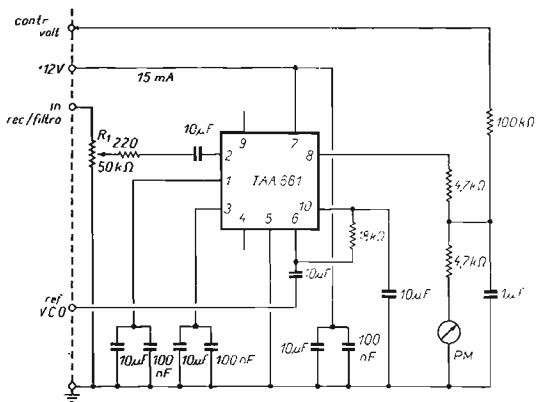 contr
volt
+12V
15 mA
in
rec/filtro
R1
220
50kΩ
10µF
9
7
2
8
TAA 661
1
3
10
4
5
6
100kΩ
4,7kΩ
18kΩ
10µF
4,7kΩ
10µF
1µF
ref
VCO
10µF
100
nF
10µF
100nF
10µF
100
nF
PM